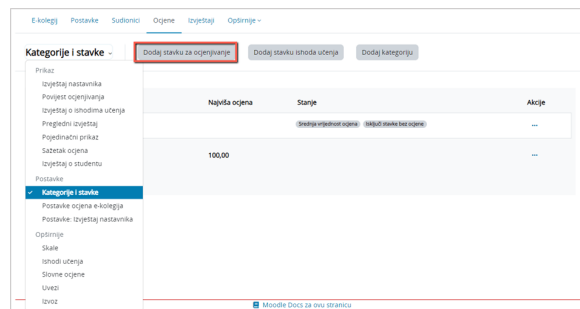 E-kolegij Postavke Sudionici Ocjene Izvještaji Opširnije
Kategorije i stavke Dodaj stavku za ocjenjivanje Dodaj stavku ishoda učenja Dodaj kategoriju
Prikaz
Izvještaj nastavnika
Povijest ocjenjivanja
Izvještaj o ishodima učenja
Pregledni izvještaj
Pojedinačni prikaz
Sažetak ocjena
Izvještaj o studentu
Postavke
Kategorije i stavke
Postavke ocjena e-kolegija
Postavke: Izvještaj nastavnika
Opširnije
Skale
Ishodi učenja
Slovne ocjene
Uvezi
Izvoz
Najviša ocjena Stanje Akcije
Srednja vrijednost ocjena Isključi stavke bez ocjene ...
100,00 ...
Moodle Docs za ovu stranicu